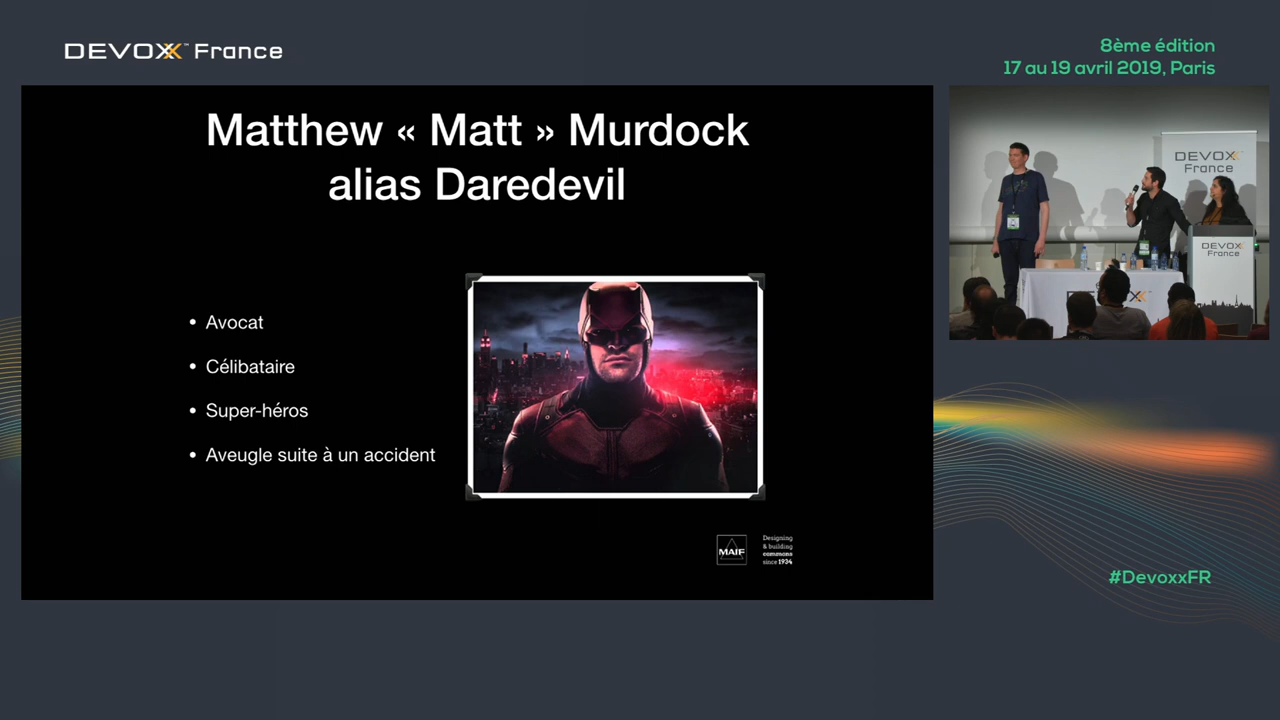 DEVOXX™ France
8ème édition
17 au 19 avril 2019, Paris
Matthew « Matt » Murdock
alias Daredevil
• Avocat
• Célibataire
• Super-héros
• Aveugle suite à un accident
MAIF
Designing
& building
commons
since 1934
DEVOXX
France
DEVOXX
France
#DevoxxFR